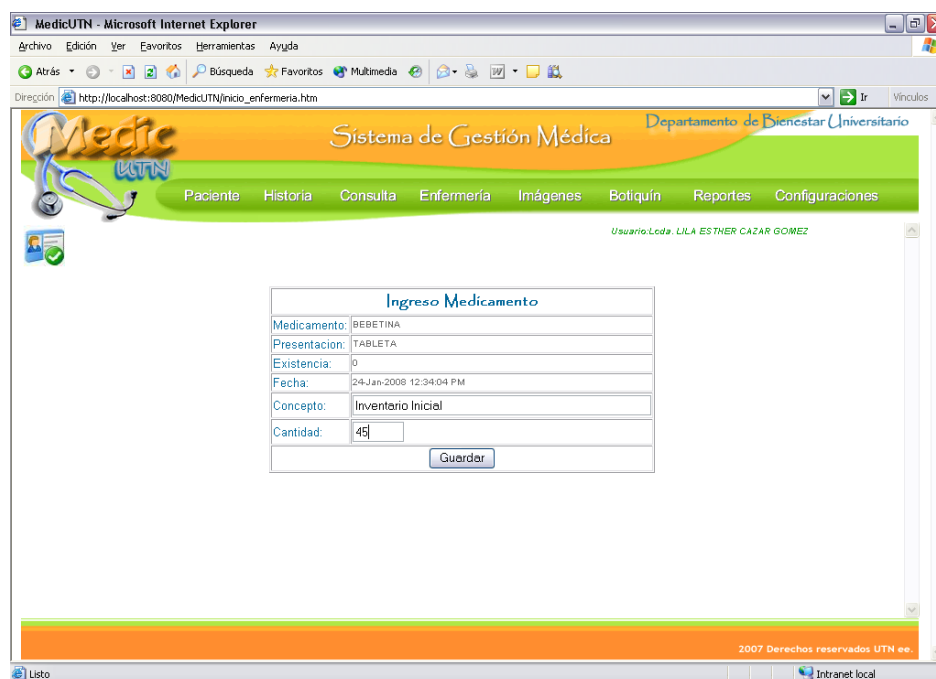 MedicUTN - Microsoft Internet Explorer
Archivo Edición Ver Favoritos Herramientas Ayuda
Atrás Búsqueda Favoritos Multimedia
Dirección http://localhost:8080/MedicUTN/inicio_enfermeria.htm Ir Vínculos
Departamento de Bienestar Universitario
Medic
UTN
Sistema de Gestión Médica
Paciente Historia Consulta Enfermería Imágenes Botiquín Reportes Configuraciones
Usuario:Lcda. LILA ESTHER CAZAR GOMEZ
Ingreso Medicamento
Medicamento: BEBETINA
Presentacion: TABLETA
Existencia: 0
Fecha: 24-Jan-2008 12:34:04 PM
Concepto: Inventario Inicial
Cantidad: 45
Guardar
2007 Derechos reservados UTN ee.
Listo Intranet local